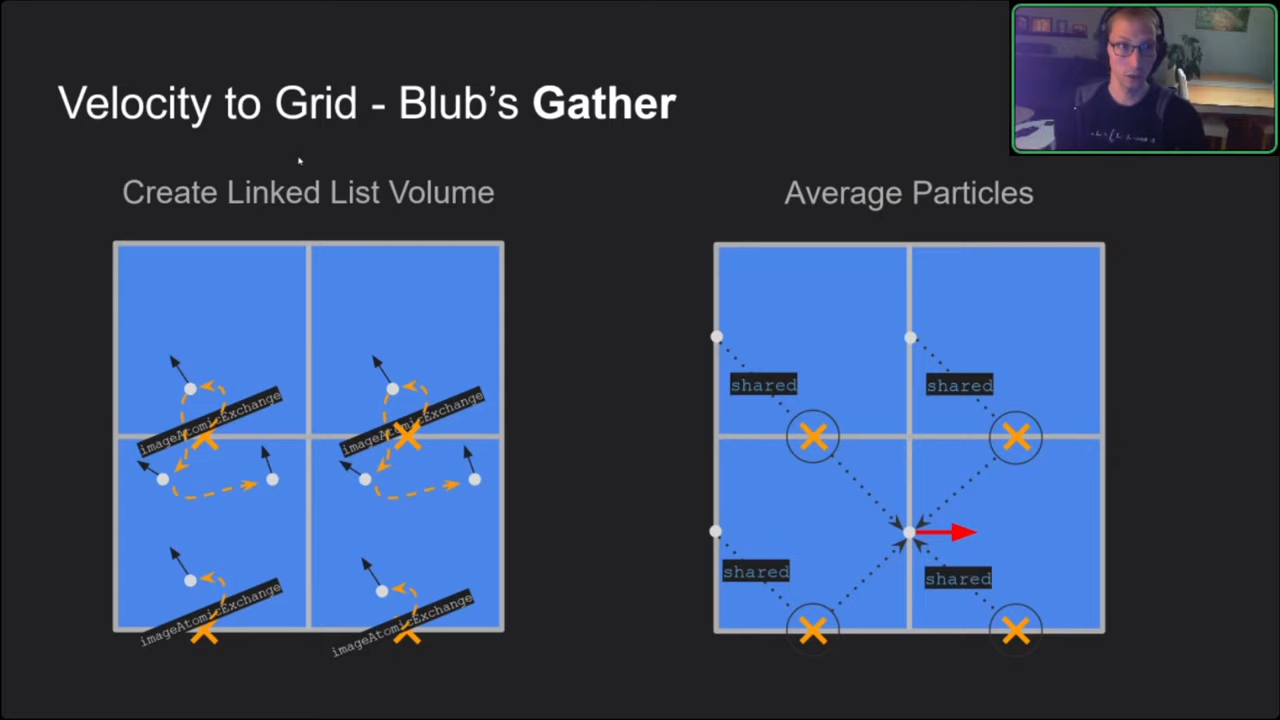 Velocity to Grid - Blub's Gather
Create Linked List Volume
Average Particles
imageAtomicExchange
imageAtomicExchange
imageAtomicExchange
imageAtomicExchange
shared
shared
shared
shared